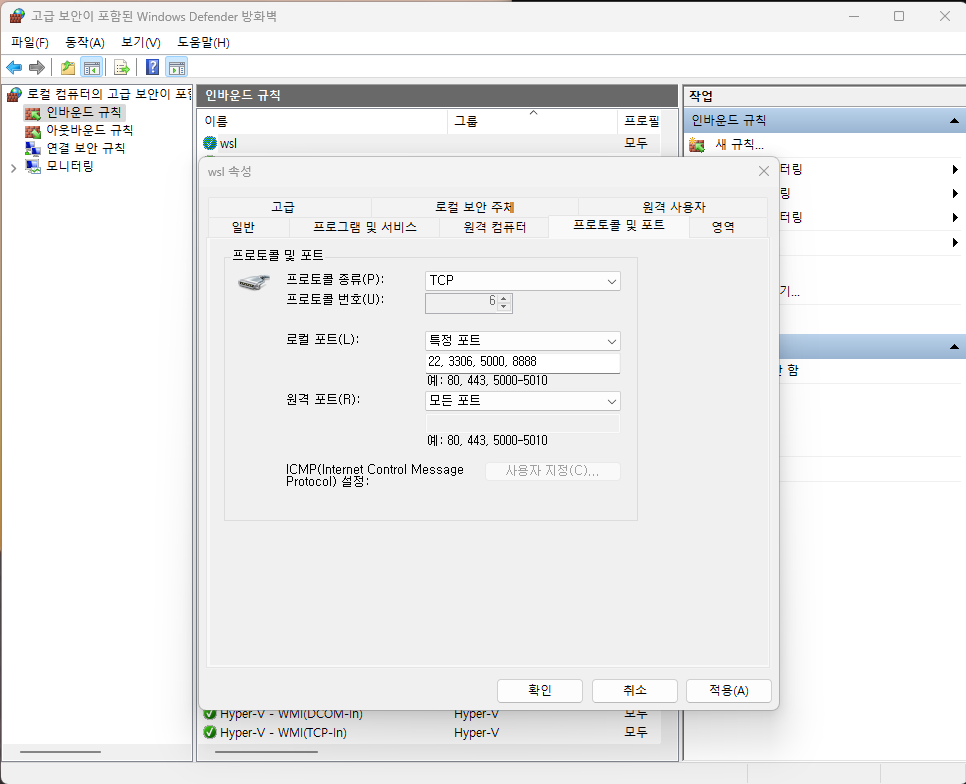 고급 보안이 포함된 Windows Defender 방화벽
파일(F) 동작(A) 보기(V) 도움말(H)
로컬 컴퓨터의 고급 보안이 포함
인바운드 규칙
아웃바운드 규칙
연결 보안 규칙
모니터링
인바운드 규칙
이름 그룹 프로필
wsl 모두
작업
인바운드 규칙
새 규칙...
터링
링
터링
기...
함
wsl 속성
고급 로컬 보안 주체 원격 사용자
일반 프로그램 및 서비스 원격 컴퓨터 프로토콜 및 포트 영역
프로토콜 및 포트
프로토콜 종류(P): TCP
프로토콜 번호(U): 6
로컬 포트(L): 특정 포트
22, 3306, 5000, 8888
예: 80, 443, 5000-5010
원격 포트(R): 모든 포트
예: 80, 443, 5000-5010
ICMP(Internet Control Message
Protocol) 설정:
사용자 지정(C)...
확인 취소 적용(A)
Hyper-V - WMI(DCOM-In) Hyper-V 모두
Hyper-V - WMI(TCP-In) Hyper-V 모두